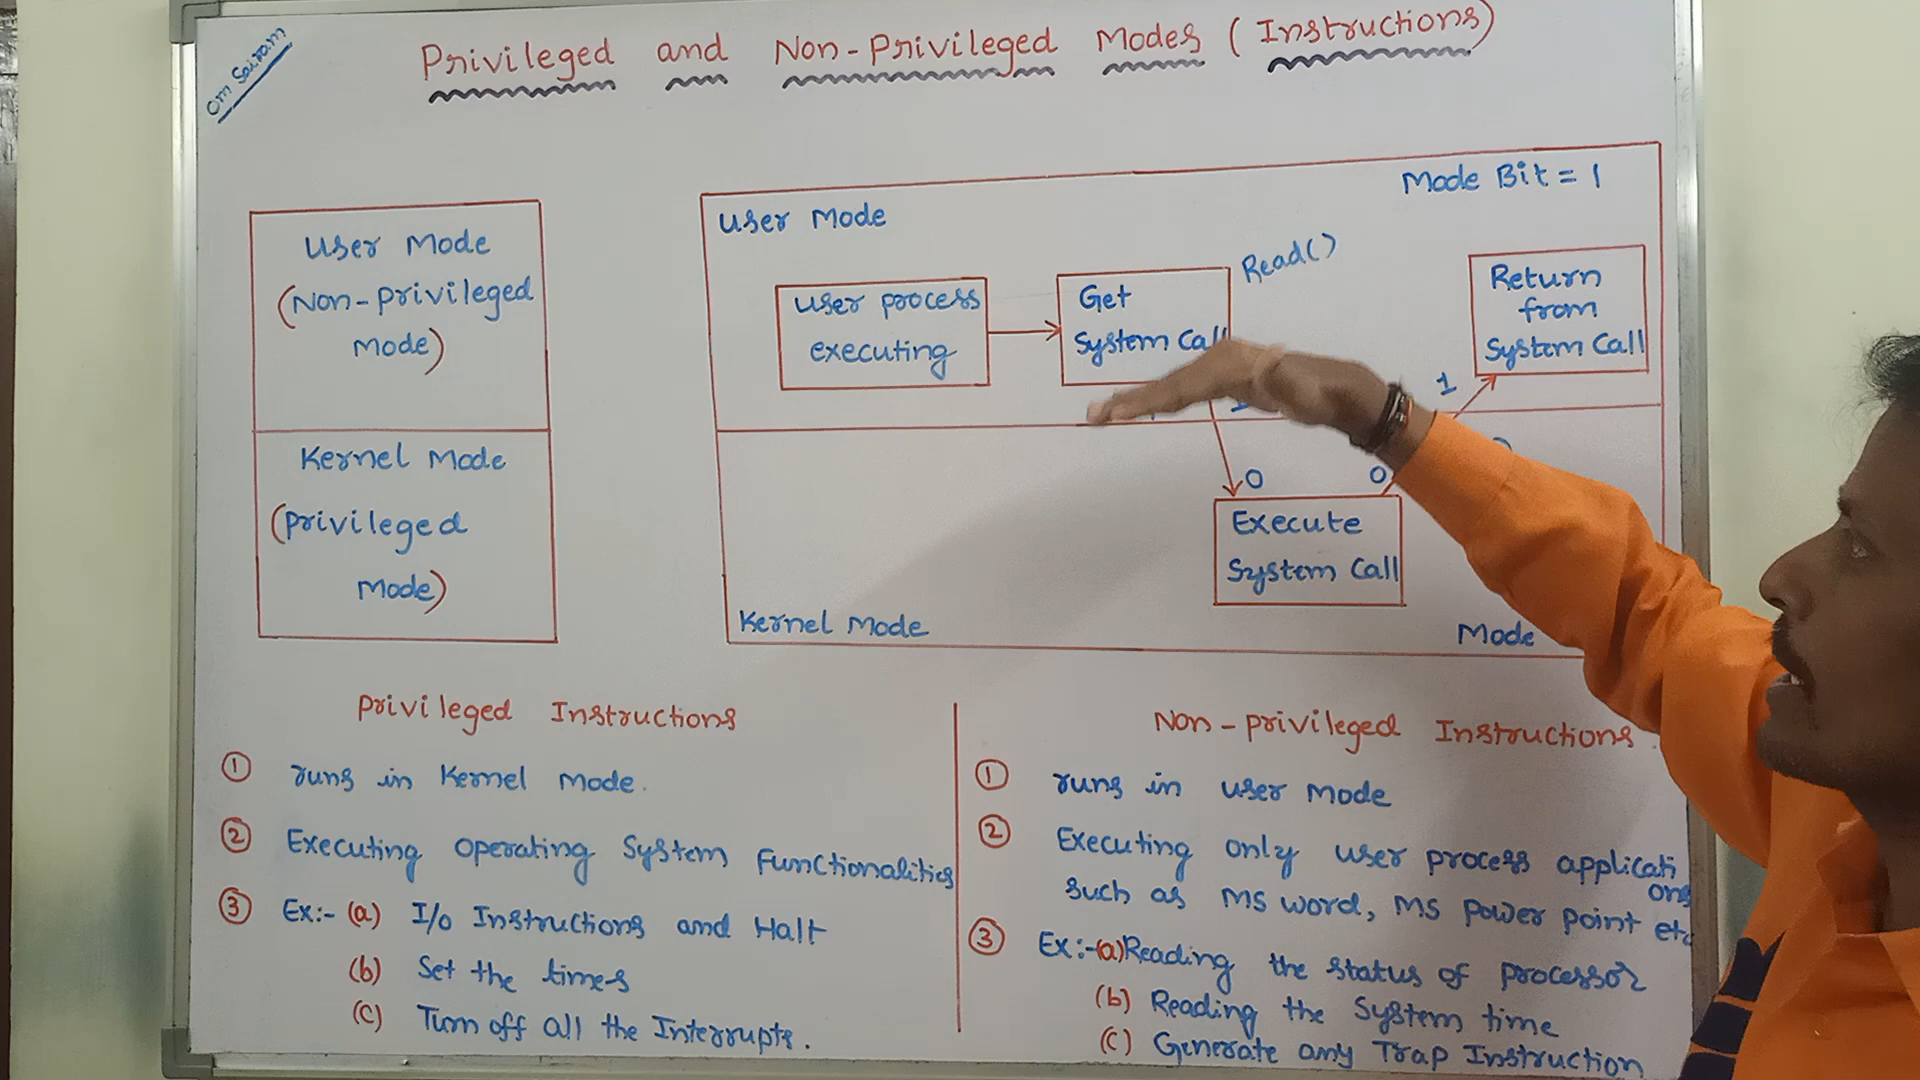 Om Sairam
Privileged and Non-Privileged Modes (Instructions)
User Mode
(Non-Privileged
Mode)
Kernel Mode
(Privileged
Mode)
User Mode
Mode Bit = 1
User process
executing
Get
System Call
Read()
Return
from
System Call
1
0
0
Execute
System Call
Kernel Mode
Mode
Privileged Instructions
① runs in Kernel Mode.
② Executing operating System Functionalities
③ Ex:- (a) I/o Instructions and Halt
(b) Set the times
(c) Turn off all the Interrupts.
Non-privileged Instructions
① runs in user mode
② Executing only user process applicati
ons
such as MS word, MS power point etc
③ Ex:-(a) Reading the status of processor
(b) Reading the System time
(c) Generate any Trap Instruction